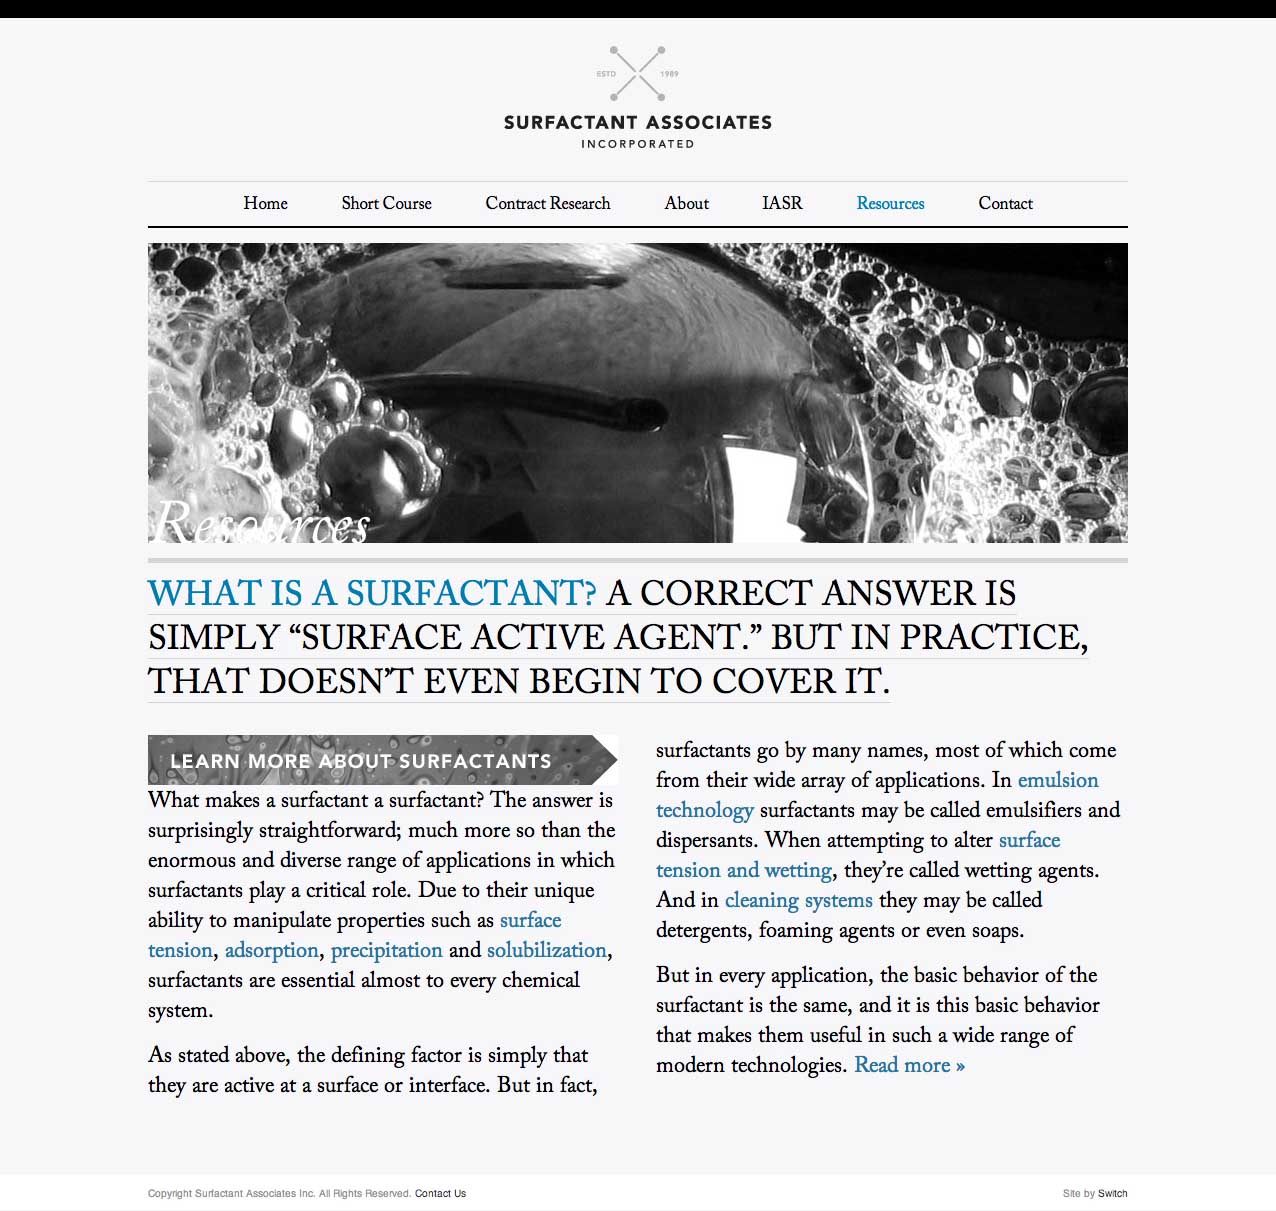 ESTD 1989
SURFACTANT ASSOCIATES
INCORPORATED
Home Short Course Contract Research About IASR Resources Contact
Resources
WHAT IS A SURFACTANT? A CORRECT ANSWER IS
SIMPLY “SURFACE ACTIVE AGENT.” BUT IN PRACTICE,
THAT DOESN’T EVEN BEGIN TO COVER IT.
LEARN MORE ABOUT SURFACTANTS
What makes a surfactant a surfactant? The answer is
surprisingly straightforward; much more so than the
enormous and diverse range of applications in which
surfactants play a critical role. Due to their unique
ability to manipulate properties such as surface
tension, adsorption, precipitation and solubilization,
surfactants are essential almost to every chemical
system.
As stated above, the defining factor is simply that
they are active at a surface or interface. But in fact,
surfactants go by many names, most of which come
from their wide array of applications. In emulsion
technology surfactants may be called emulsifiers and
dispersants. When attempting to alter surface
tension and wetting, they’re called wetting agents.
And in cleaning systems they may be called
detergents, foaming agents or even soaps.
But in every application, the basic behavior of the
surfactant is the same, and it is this basic behavior
that makes them useful in such a wide range of
modern technologies. Read more »
Copyright Surfactant Associates Inc. All Rights Reserved. Contact Us
Site by Switch